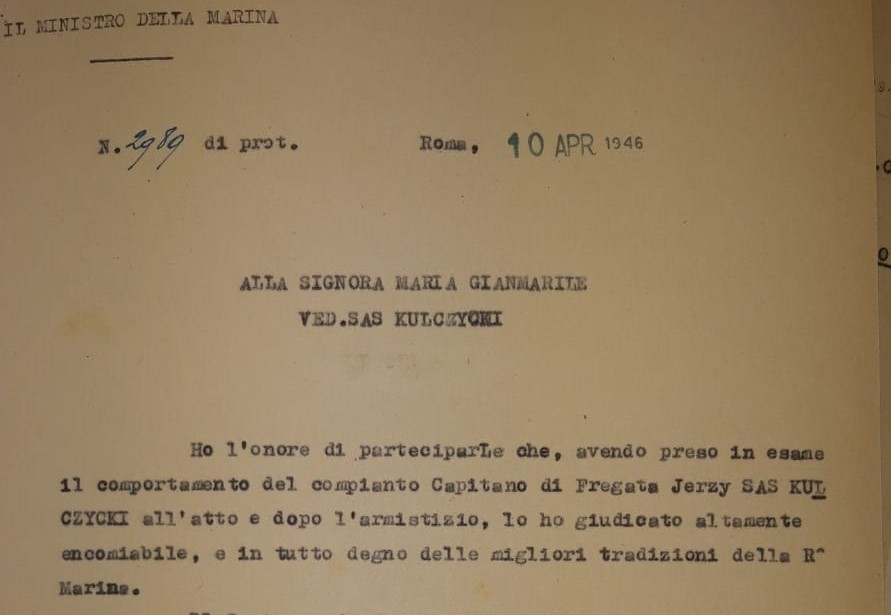 IL MINISTRO DELLA MARINA
N. 2989 di prot. Roma, 10 APR 1946
ALLA SIGNORA MARIA GIANMARILE
VED.SAS KULCZYCKI
Ho l'onore di parteciparLe che, avendo preso in esame
il comportamento del compianto Capitano di Fregata Jerzy SAS KUL
CZYCKI all'atto e dopo l'armistizio, lo ho giudicato altamente
encomiabile, e in tutto degno delle migliori tradizioni della R^
Marina.